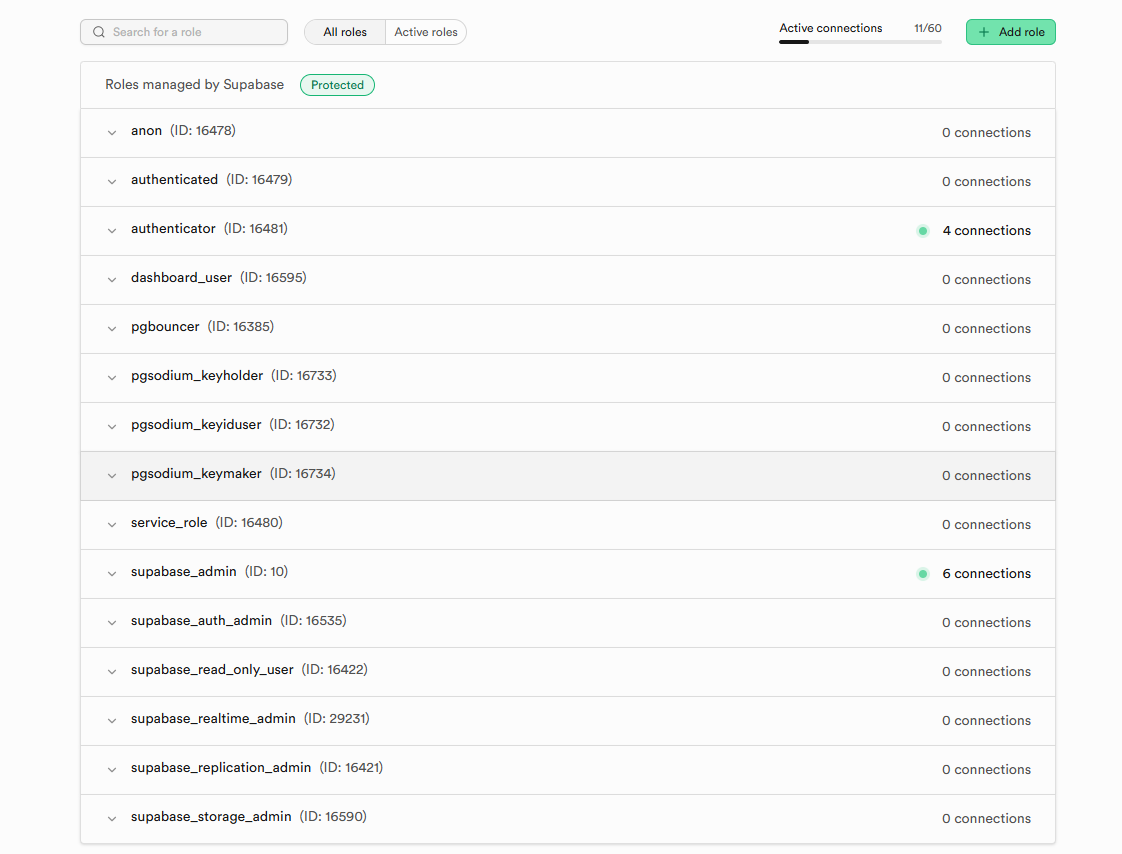 Search for a role All roles Active roles Active connections 11/60 Add role
Roles managed by Supabase Protected
anon (ID: 16478) 0 connections
authenticated (ID: 16479) 0 connections
authenticator (ID: 16481) 4 connections
dashboard_user (ID: 16595) 0 connections
pgbouncer (ID: 16385) 0 connections
pgsodium_keyholder (ID: 16733) 0 connections
pgsodium_keyiduser (ID: 16732) 0 connections
pgsodium_keymaker (ID: 16734) 0 connections
service_role (ID: 16480) 0 connections
supabase_admin (ID: 10) 6 connections
supabase_auth_admin (ID: 16535) 0 connections
supabase_read_only_user (ID: 16422) 0 connections
supabase_realtime_admin (ID: 29231) 0 connections
supabase_replication_admin (ID: 16421) 0 connections
supabase_storage_admin (ID: 16590) 0 connections